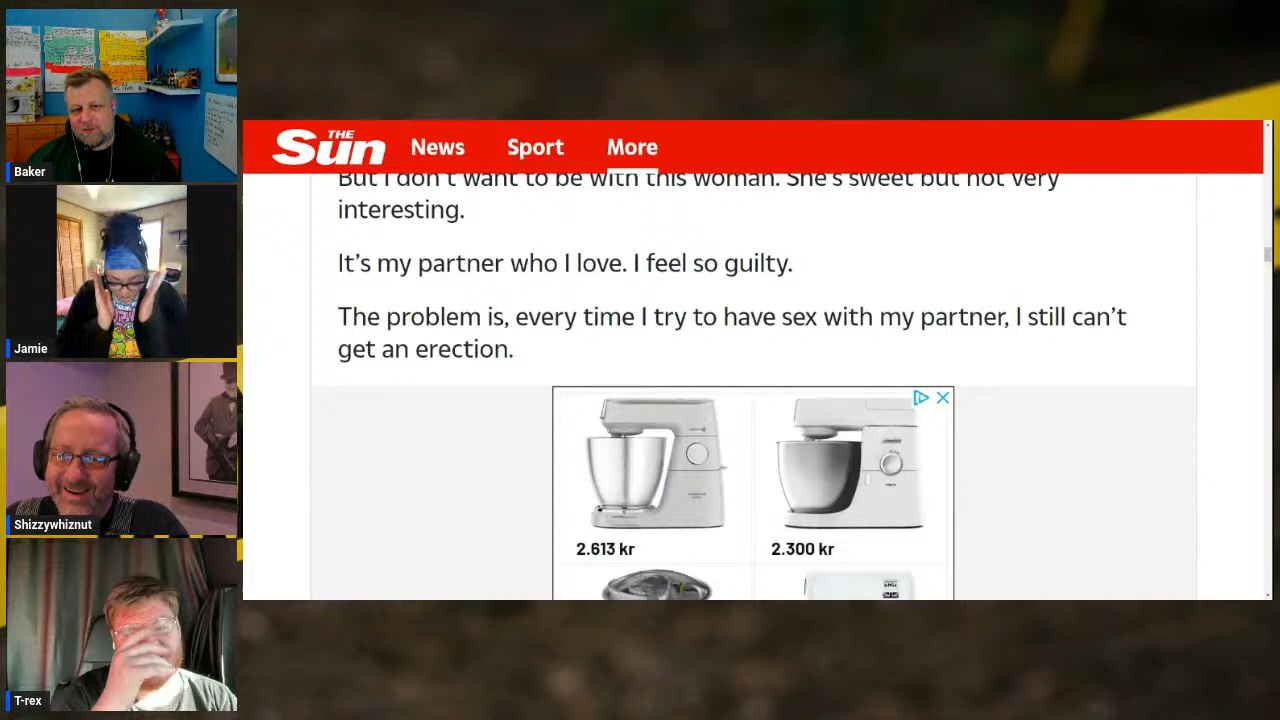 Baker
Jamie
Shizzywhiznut
T-rex
THE
Sun
News Sport More
But I don't want to be with this woman. She's sweet but not very
interesting.
It's my partner who I love. I feel so guilty.
The problem is, every time I try to have sex with my partner, I still can't
get an erection.
2.613 kr 2.300 kr